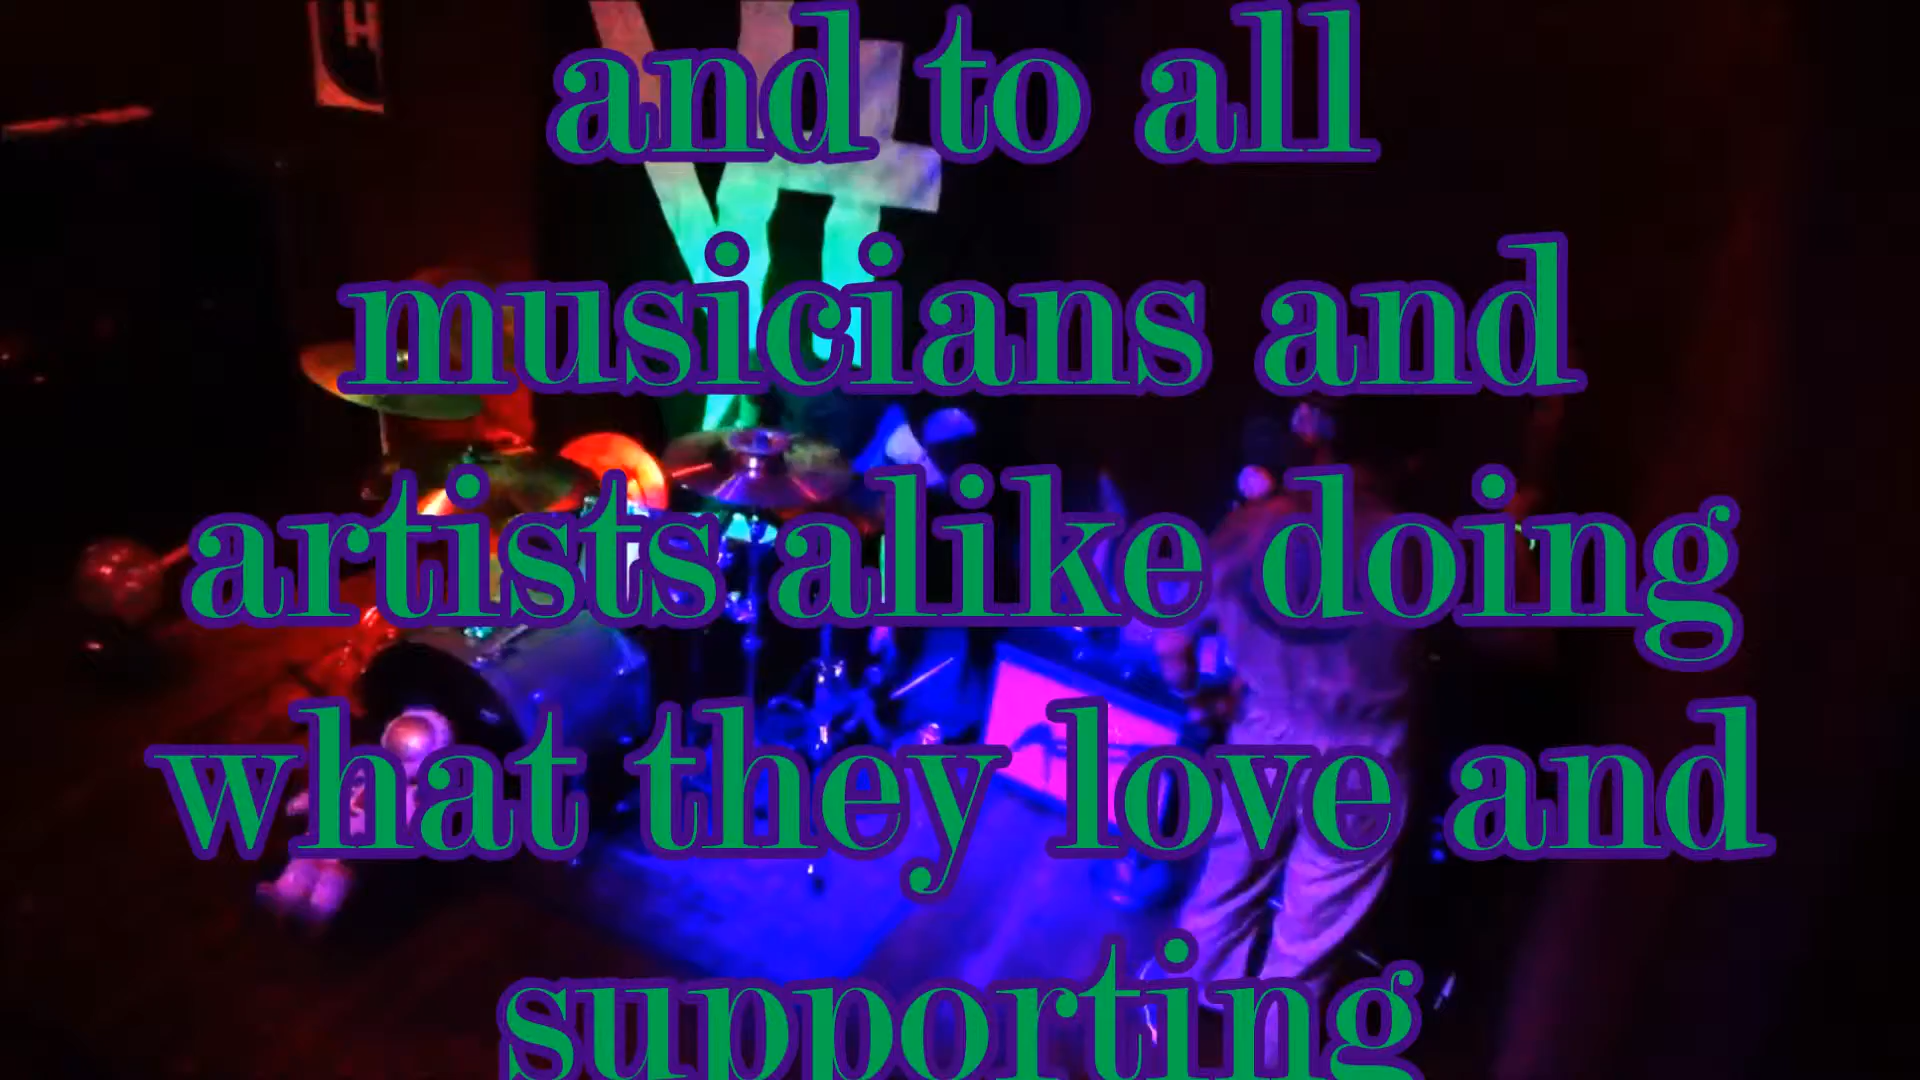 H
and to all
musicians and
artists alike doing
what they love and
supporting